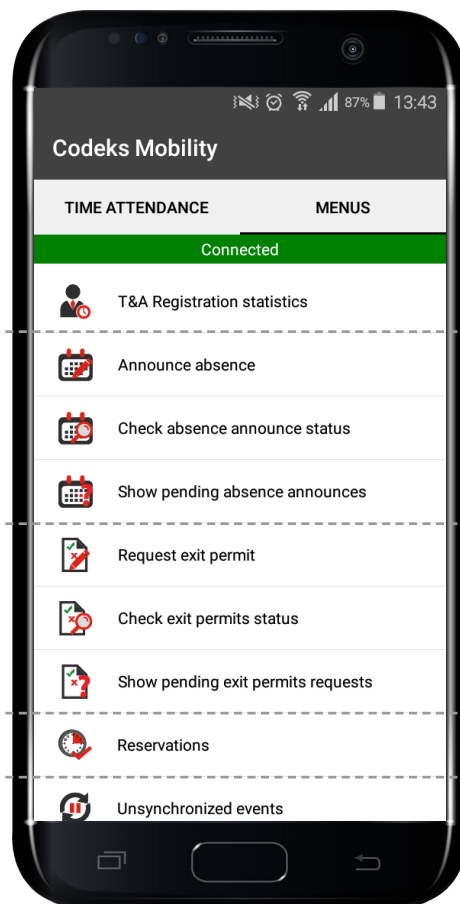 87% 13:43
Codeks Mobility
TIME ATTENDANCE MENUS
Connected
T&A Registration statistics
Announce absence
Check absence announce status
Show pending absence announces
Request exit permit
Check exit permits status
Show pending exit permits requests
Reservations
Unsynchronized events